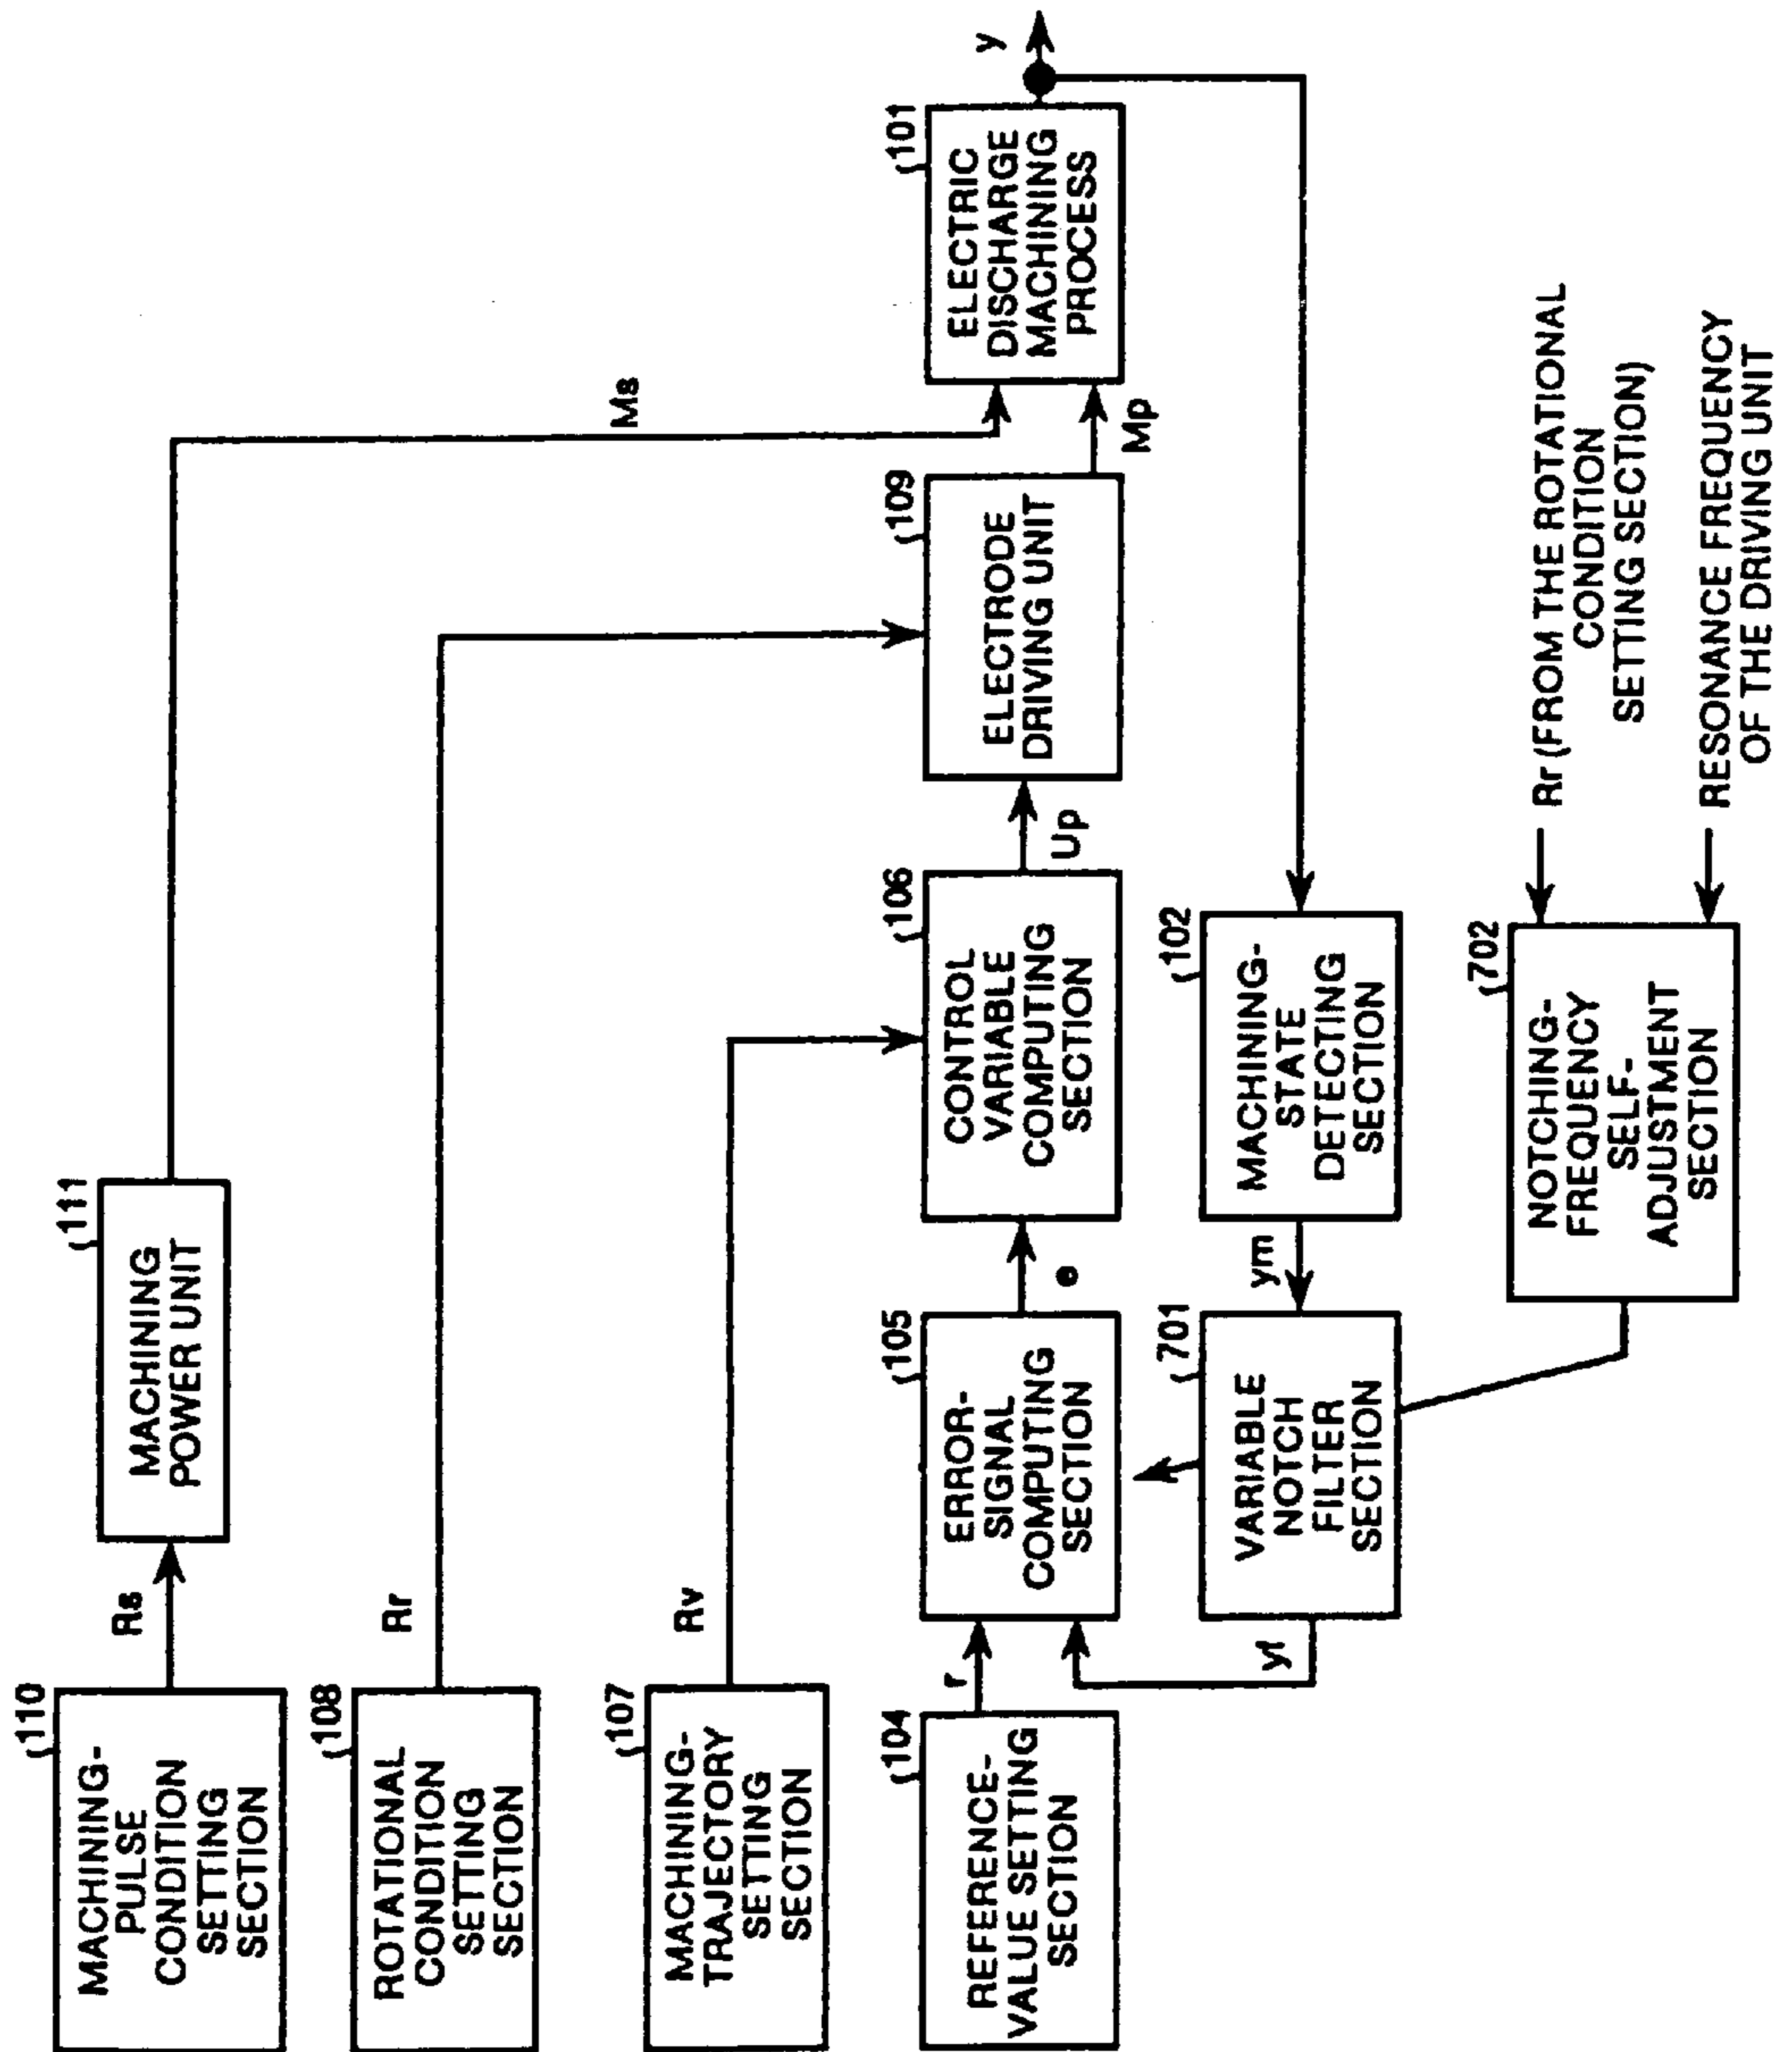 110
MACHINING-
PULSE
CONDITION
SETTING
SECTION
Rs
111
MACHINING
POWER UNIT
Ms
108
ROTATIONAL
CONDITION
SETTING
SECTION
Rr
107
MACHINING-
TRAJECTORY
SETTING
SECTION
Rv
104
REFERENCE-
VALUE SETTING
SECTION
r
105
ERROR-
SIGNAL
COMPUTING
SECTION
e
106
CONTROL
VARIABLE
COMPUTING
SECTION
Up
109
ELECTRODE
DRIVING UNIT
Mp
101
ELECTRIC
DISCHARGE
MACHINING
PROCESS
y
yf
701
VARIABLE
NOTCH
FILTER
SECTION
ym
102
MACHINING-
STATE
DETECTING
SECTION
702
NOTCHING-
FREQUENCY
SELF-
ADJUSTMENT
SECTION
Rr (FROM THE ROTATIONAL
CONDITION
SETTING SECTION)
RESONANCE FREQUENCY
OF THE DRIVING UNIT